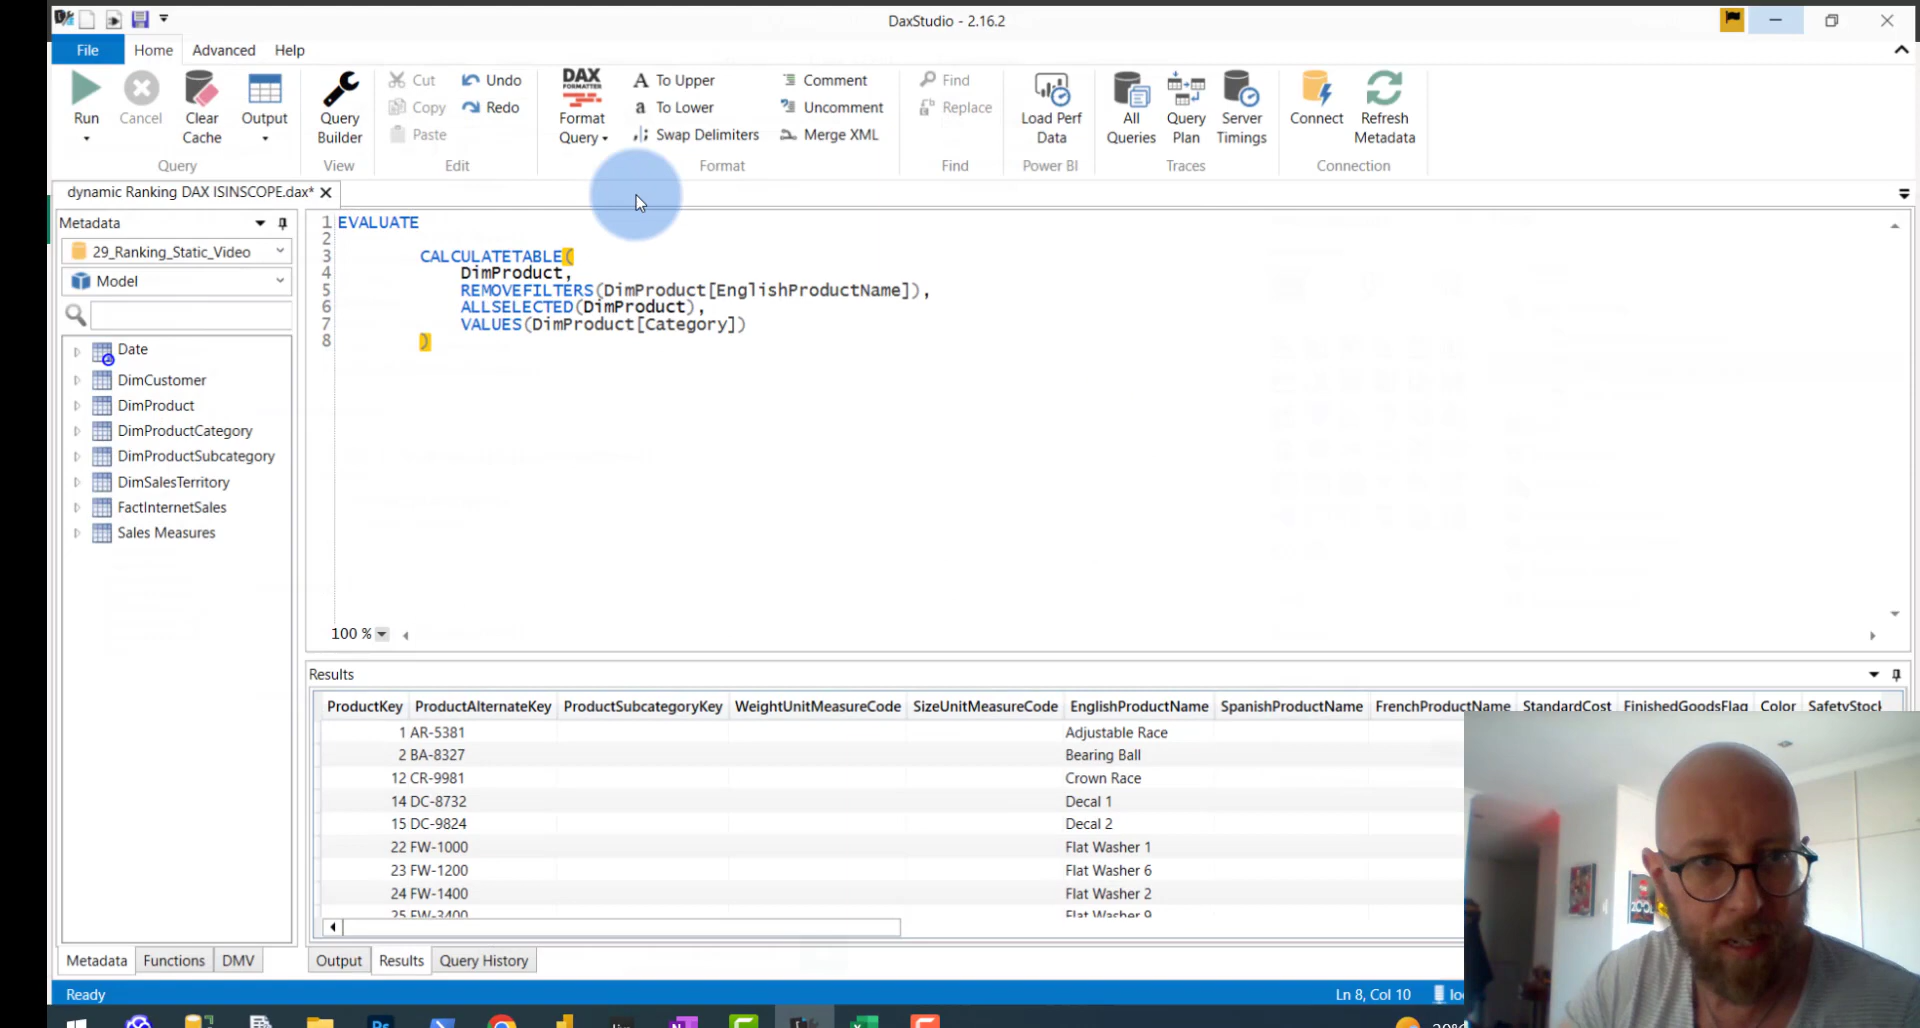 DaxStudio - 2.16.2
File Home Advanced Help
Run
Cancel
Clear
Cache
Output
Query
Query
Builder
View
Cut
Copy
Paste
Undo
Redo
Edit
DAX
FORMATTER
Format
Query
A To Upper
a To Lower
Swap Delimiters
Comment
Uncomment
Merge XML
Format
Find
Replace
Find
Load Perf
Data
Power BI
All
Queries
Query
Plan
Server
Timings
Traces
Connect
Refresh
Metadata
Connection
dynamic Ranking DAX ISINSCOPE.dax*
Metadata
29_Ranking_Static_Video
Model
Date
DimCustomer
DimProduct
DimProductCategory
DimProductSubcategory
DimSalesTerritory
FactInternetSales
Sales Measures
1 EVALUATE
2
3 CALCULATETABLE(
4 DimProduct,
5 REMOVEFILTERS(DimProduct[EnglishProductName]),
6 ALLSELECTED(DimProduct),
7 VALUES(DimProduct[Category])
8 )
100 %
Results
ProductKey ProductAlternateKey ProductSubcategoryKey WeightUnitMeasureCode SizeUnitMeasureCode EnglishProductName SpanishProductName FrenchProductName StandardCost FinishedGoodsFlag Color SafetyStock
1 AR-5381 Adjustable Race
2 BA-8327 Bearing Ball
12 CR-9981 Crown Race
14 DC-8732 Decal 1
15 DC-9824 Decal 2
22 FW-1000 Flat Washer 1
23 FW-1200 Flat Washer 6
24 FW-1400 Flat Washer 2
25 FW-3400 Flat Washer 9
Metadata Functions DMV
Output Results Query History
Ready
Ln 8, Col 10